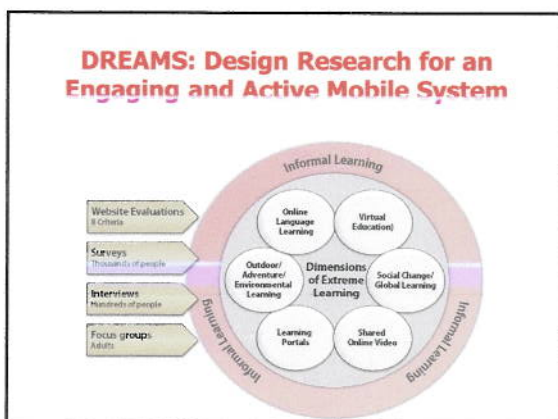 DREAMS: Design Research for an
Engaging and Active Mobile System
Informal Learning
Website Evaluations
8 Criteria
Surveys
Thousands of people
Interviews
Hundreds of people
Focus groups
Adults
Online
Language
Learning
Virtual
Education)
Outdoor/
Adventure/
Environmental
Learning
Dimensions
of Extreme
Learning
Social Change/
Global Learning
Learning
Portals
Shared
Online Video
Informal Learning
Informal Learning